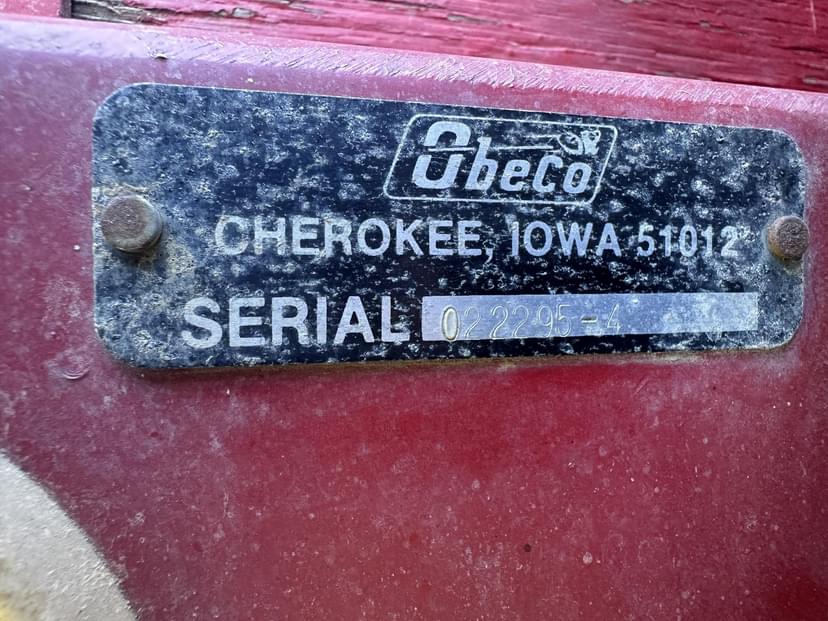 ObeCo
CHEROKEE, IOWA 51012
SERIAL 022295-4